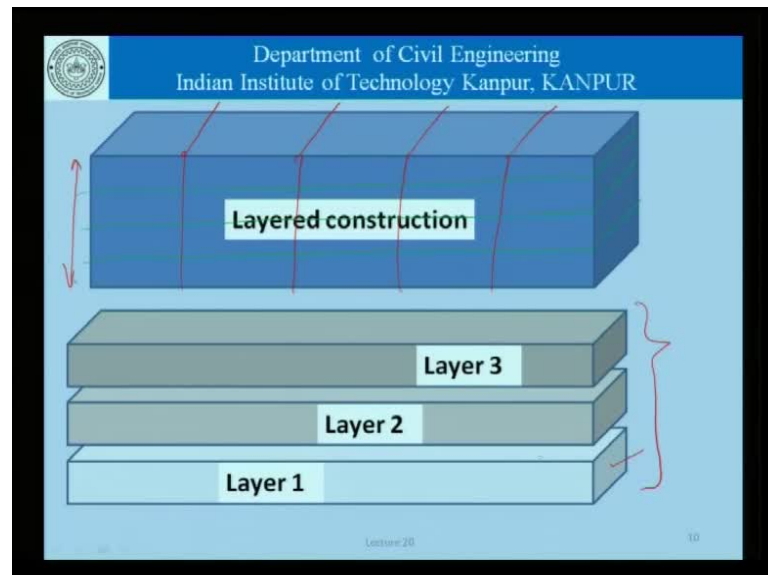 Department of Civil Engineering
Indian Institute of Technology Kanpur, KANPUR
Layered construction
Layer 3
Layer 2
Layer 1
Lecture 20
10